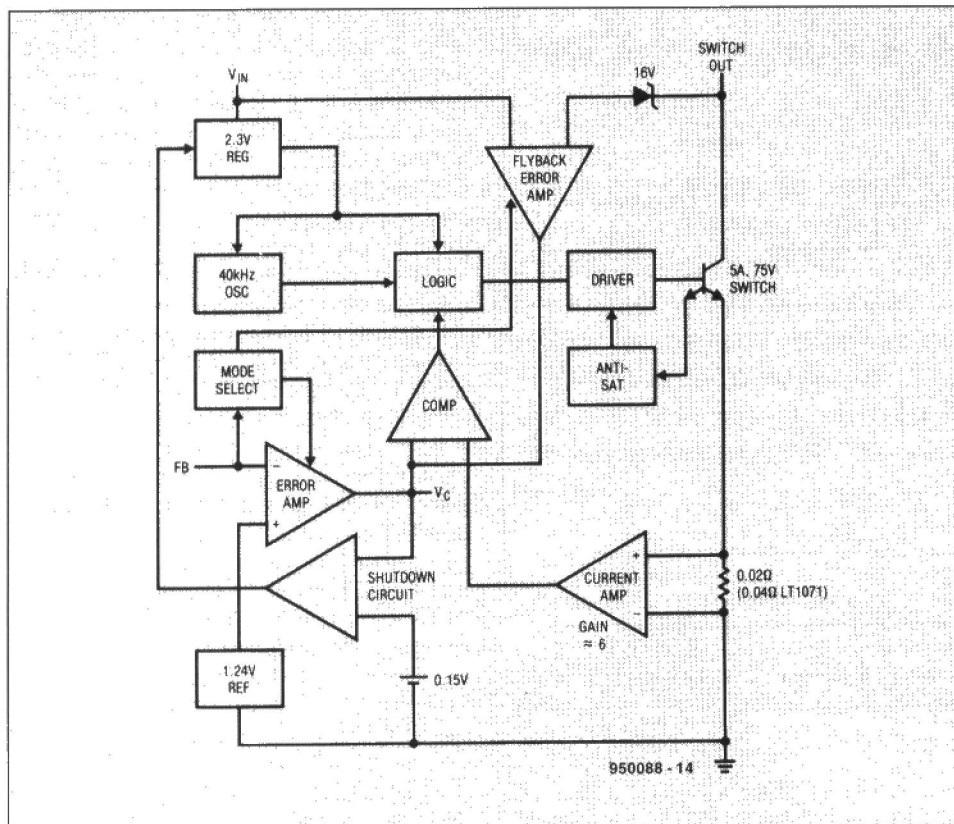 SWITCH
OUT
16V
VIN
2.3V
REG
FLYBACK
ERROR
AMP
40kHz
OSC
LOGIC
DRIVER
5A, 75V
SWITCH
MODE
SELECT
ANTI-
SAT
COMP
FB
−
ERROR
AMP
+
VC
SHUTDOWN
CIRCUIT
+
CURRENT
AMP
−
GAIN
≈ 6
0.02Ω
(0.04Ω LT1071)
1.24V
REF
0.15V
950088 - 14